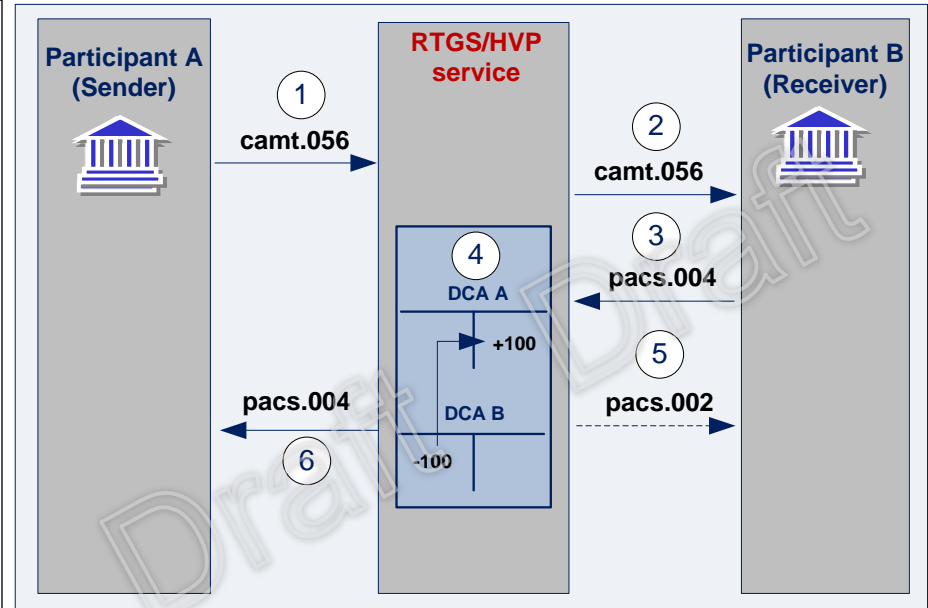 Participant A
(Sender)
RTGS/HVP
service
Participant B
(Receiver)
1
camt.056
2
camt.056
3
pacs.004
4
DCA A
+100
5
pacs.002
pacs.004
6
DCA B
-100
Draft
Draft